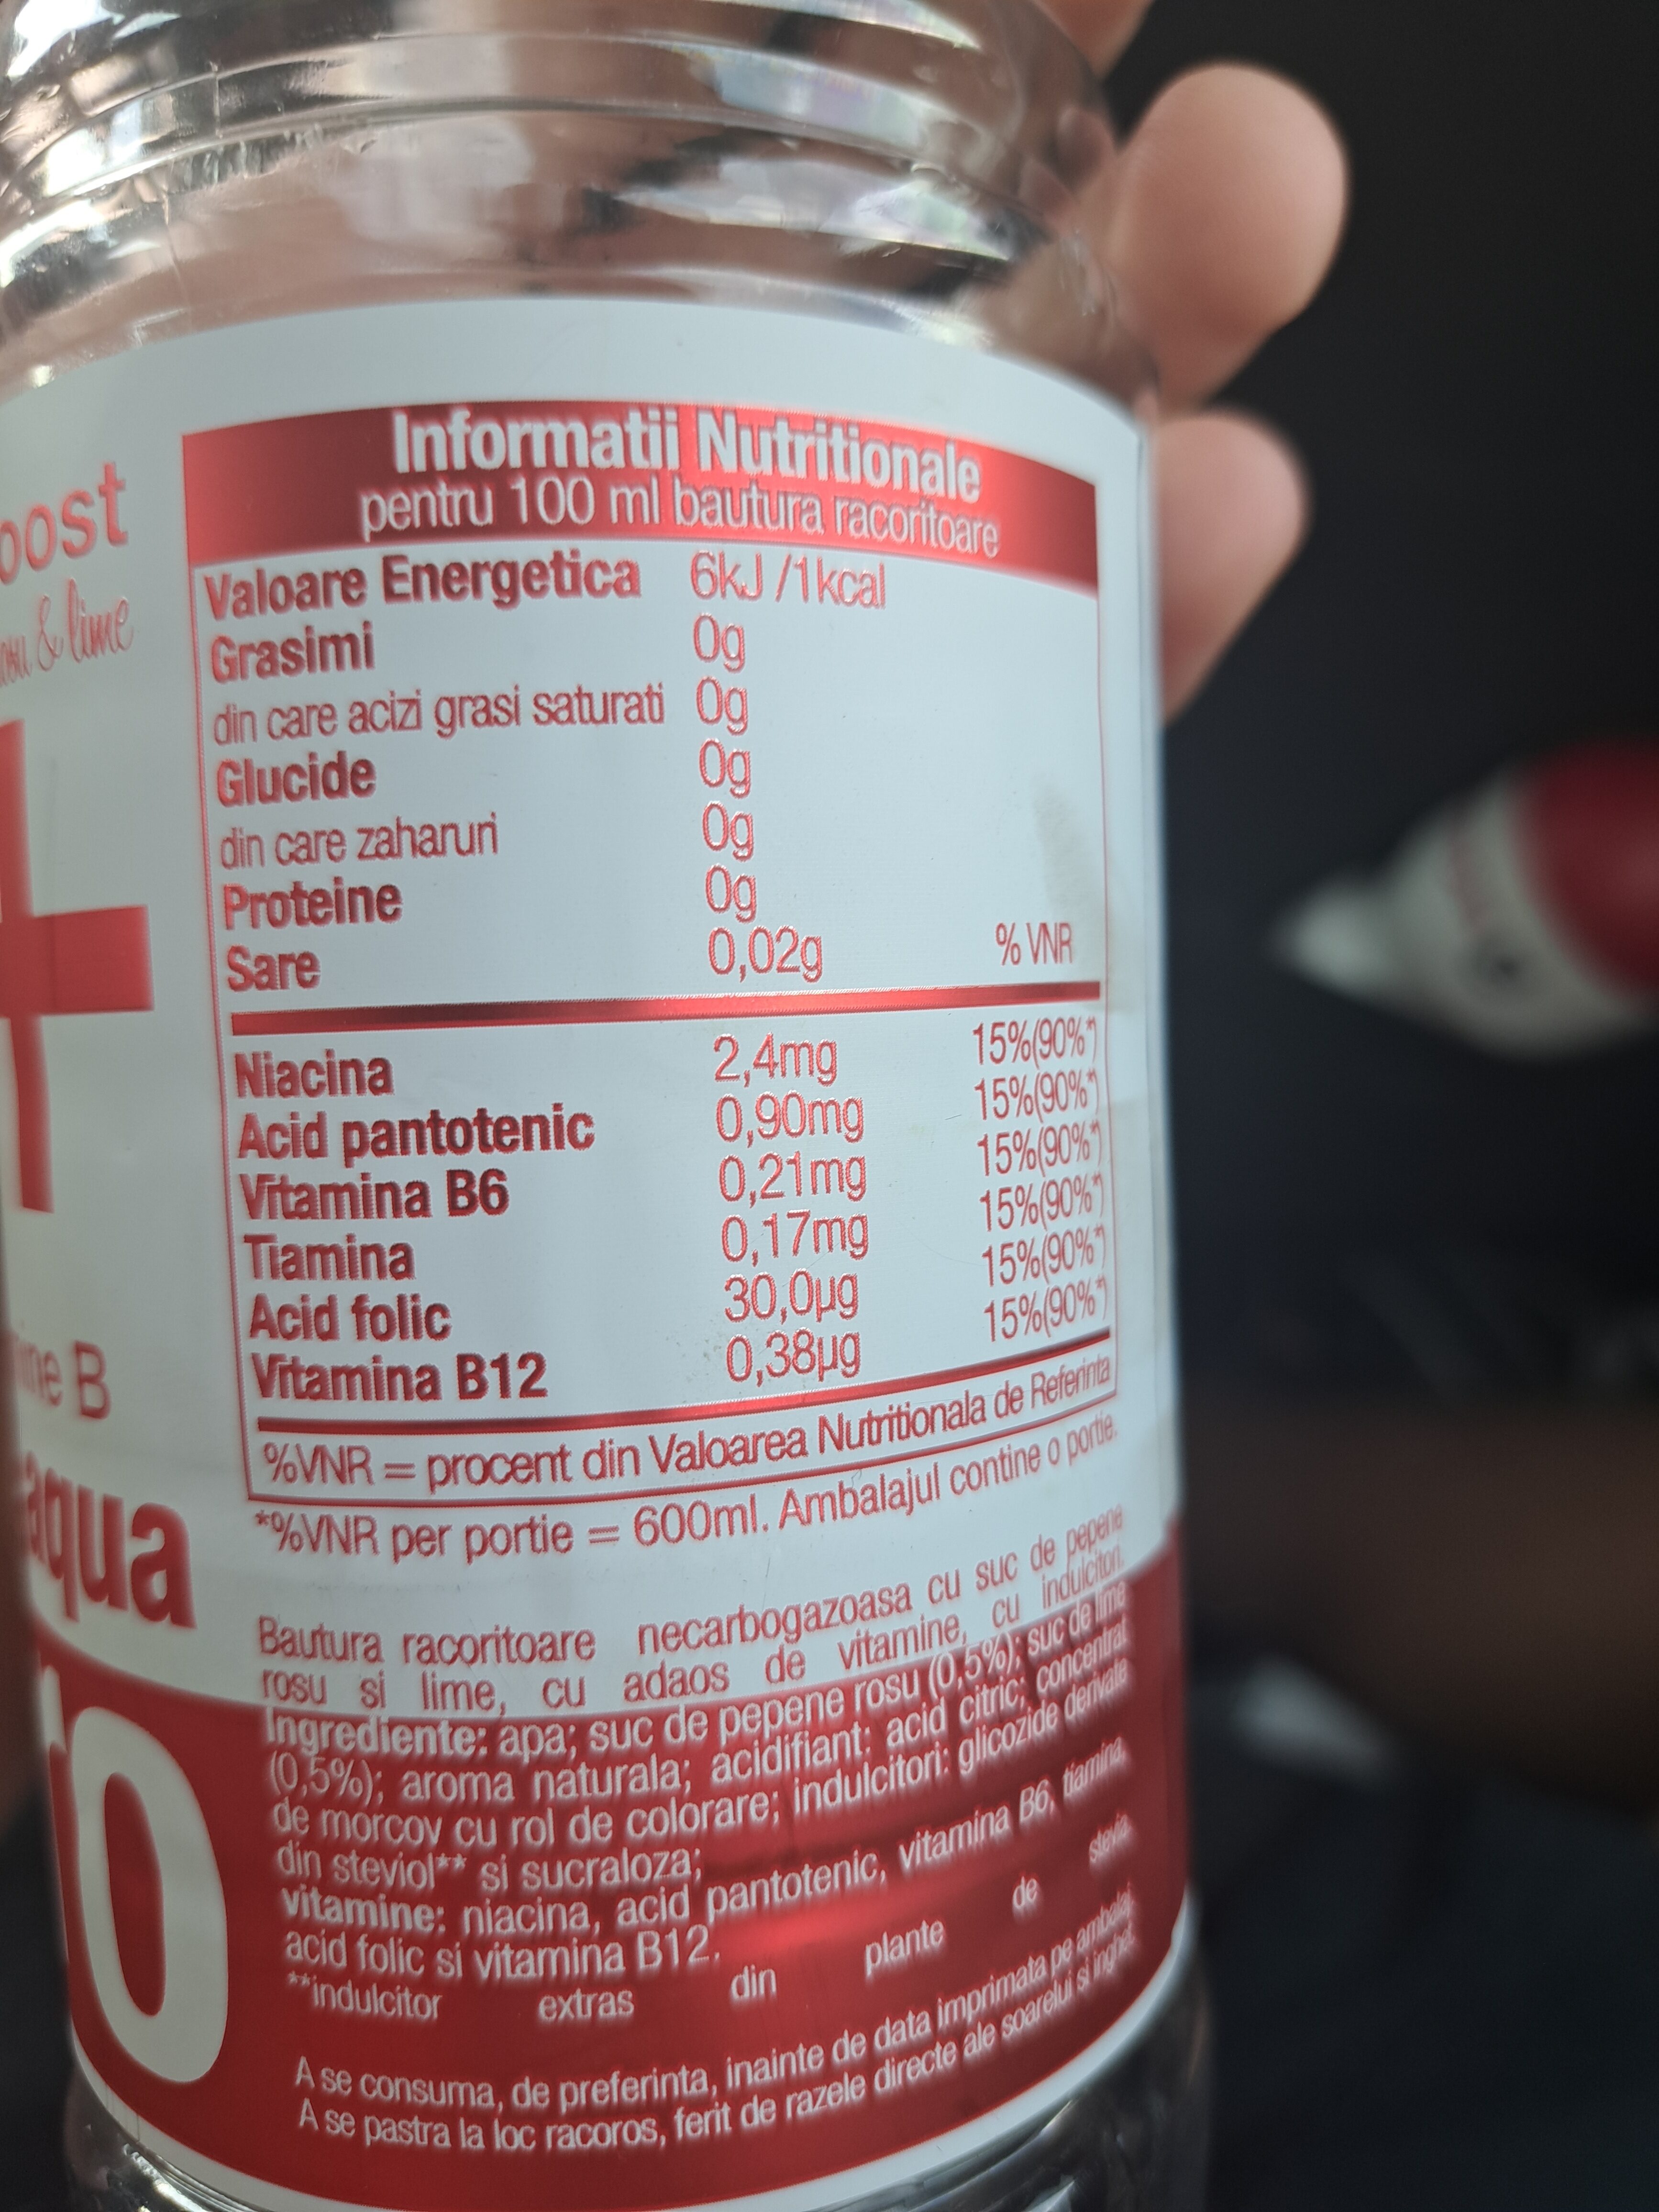 & lime
aqua
Informatii Nutritionale
pentru 100 ml bautura racoritoare
Valoare Energetica 6kJ /1kcal
Grasimi 0g
din care acizi grasi saturati 0g
Glucide 0g
din care zaharuri 0g
Proteine 0g
Sare 0,02g % VNR
Niacina 2,4mg 15%(90%*)
Acid pantotenic 0,90mg 15%(90%*)
Vitamina B6 0,21mg 15%(90%*)
Tiamina 0,17mg 15%(90%*)
Acid folic 30,0µg 15%(90%*)
Vitamina B12 0,38µg 15%(90%*)
%VNR = procent din Valoarea Nutritionala de Referinta
*%VNR per portie = 600ml. Ambalajul contine o portie.
Bautura racoritoare necarbogazoasa cu suc de pepene
rosu si lime, cu adaos de vitamine, cu indulcitori.
Ingrediente: apa; suc de pepene rosu (0,5%); suc de lime
(0,5%); aroma naturala; acidifiant: acid citric; concentrat
de morcov cu rol de colorare; indulcitori: glicozide derivate
din steviol** si sucraloza;
vitamine: niacina, acid pantotenic, vitamina B6, tiamina,
acid folic si vitamina B12.
**indulcitor extras din plante de stevia.
A se consuma, de preferinta, inainte de data imprimata pe ambalaj.
A se pastra la loc racoros, ferit de razele directe ale soarelui si inghet.